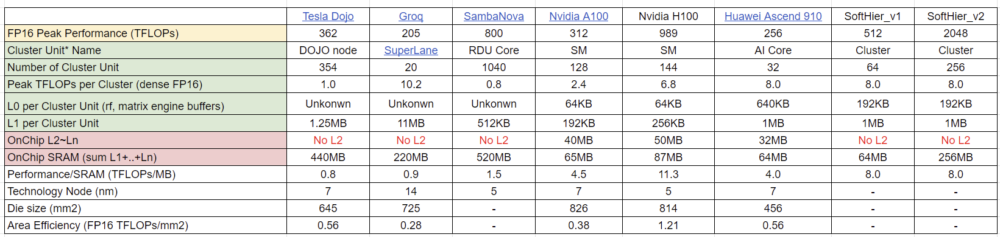 Tesla Dojo Groq SambaNova Nvidia A100 Nvidia H100 Huawei Ascend 910 SoftHier_v1 SoftHier_v2
FP16 Peak Performance (TFLOPs) 362 205 800 312 989 256 512 2048
Cluster Unit* Name DOJO node SuperLane RDU Core SM SM AI Core Cluster Cluster
Number of Cluster Unit 354 20 1040 128 144 32 64 256
Peak TFLOPs per Cluster (dense FP16) 1.0 10.2 0.8 2.4 6.8 8.0 8.0 8.0
L0 per Cluster Unit (rf, matrix engine buffers) Unkonwn Unkonwn Unkonwn 64KB 64KB 640KB 192KB 192KB
L1 per Cluster Unit 1.25MB 11MB 512KB 192KB 256KB 1MB 1MB 1MB
OnChip L2~Ln No L2 No L2 No L2 40MB 50MB 32MB No L2 No L2
OnChip SRAM (sum L1+..+Ln) 440MB 220MB 520MB 65MB 87MB 64MB 64MB 256MB
Performance/SRAM (TFLOPs/MB) 0.8 0.9 1.5 4.5 11.3 4.0 8.0 8.0
Technology Node (nm) 7 14 5 7 5 7 - -
Die size (mm2) 645 725 - 826 814 456 - -
Area Efficiency (FP16 TFLOPs/mm2) 0.56 0.28 - 0.38 1.21 0.56 - -